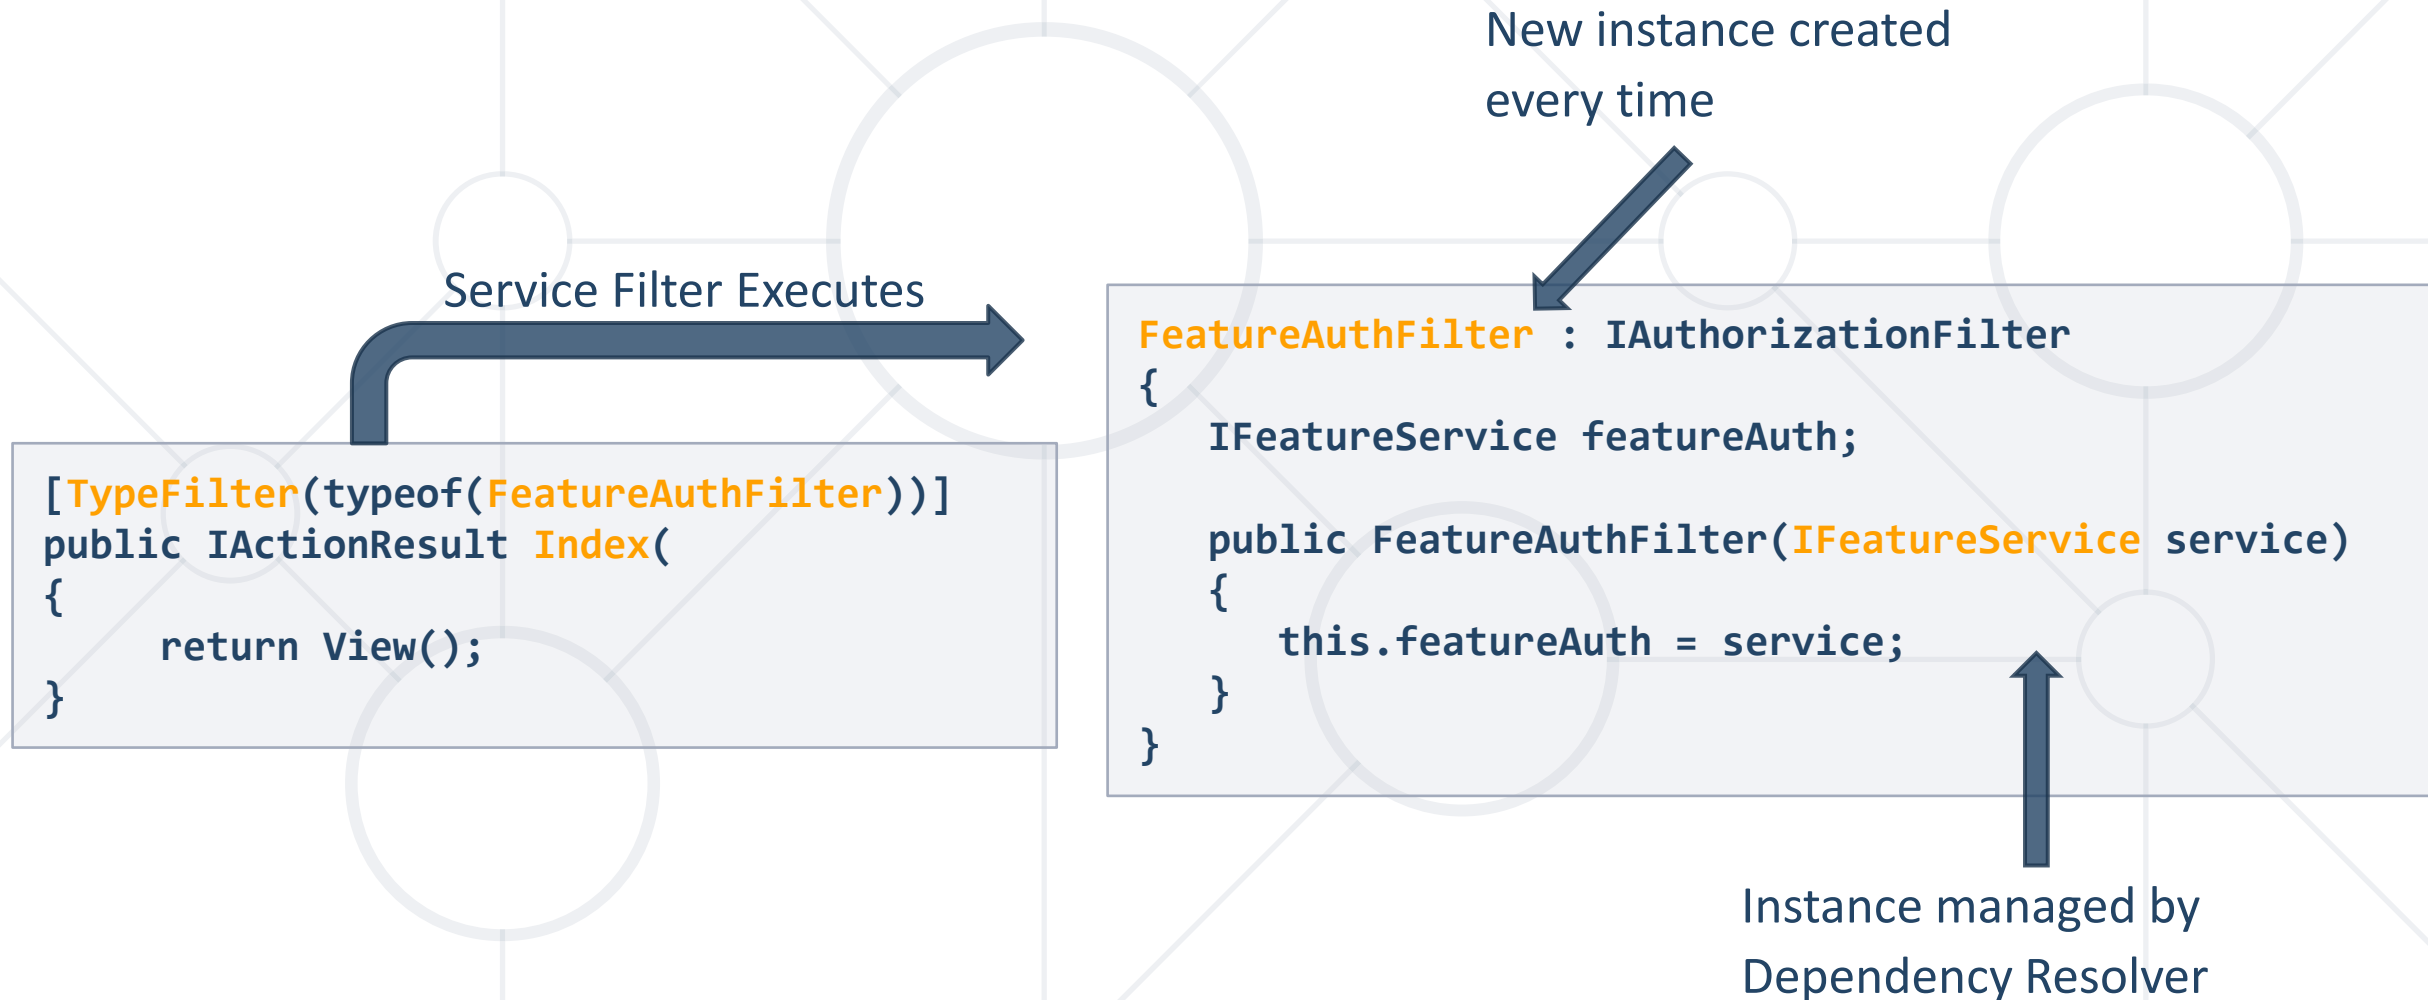 New instance created
every time
Service Filter Executes
[TypeFilter(typeof(FeatureAuthFilter))]
public IActionResult Index(
{
return View();
}
FeatureAuthFilter : IAuthorizationFilter
{
IFeatureService featureAuth;
public FeatureAuthFilter(IFeatureService service)
{
this.featureAuth = service;
}
}
Instance managed by
Dependency Resolver